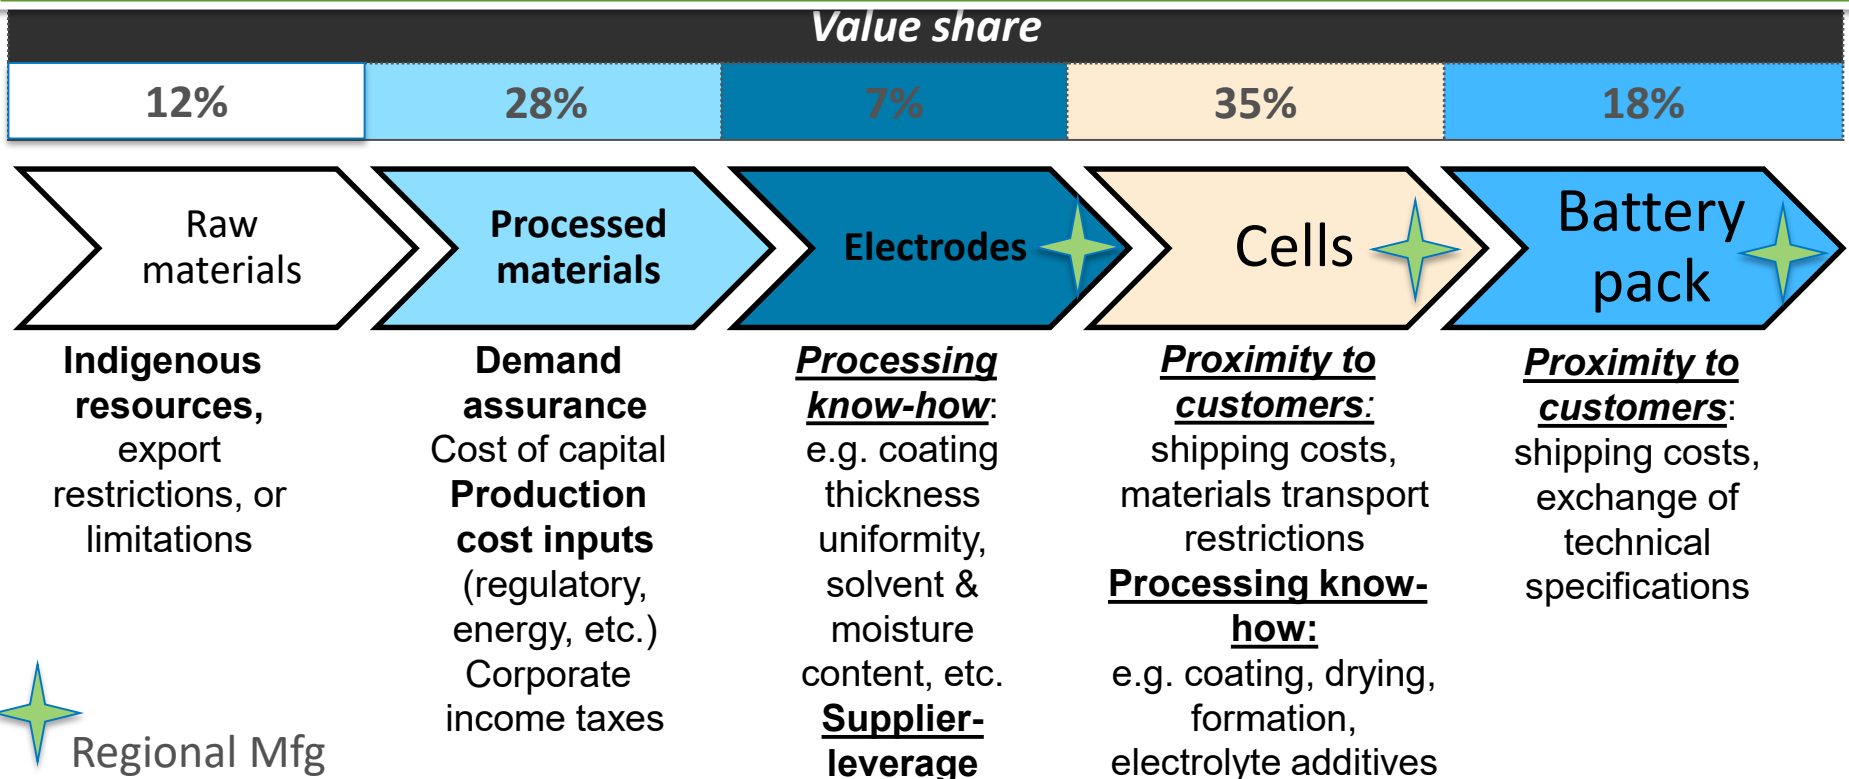 Value share
12%
28%
7%
35%
18%
Raw
materials
Processed
materials
Electrodes
Cells
Battery
pack
Indigenous
resources,
export
restrictions, or
limitations
Demand
assurance
Cost of capital
Production
cost inputs
(regulatory,
energy, etc.)
Corporate
income taxes
Processing
know-how:
e.g. coating
thickness
uniformity,
solvent &
moisture
content, etc.
Supplier-
leverage
Proximity to
customers:
shipping costs,
materials transport
restrictions
Processing know-
how:
e.g. coating, drying,
formation,
electrolyte additives
Proximity to
customers:
shipping costs,
exchange of
technical
specifications
Regional Mfg